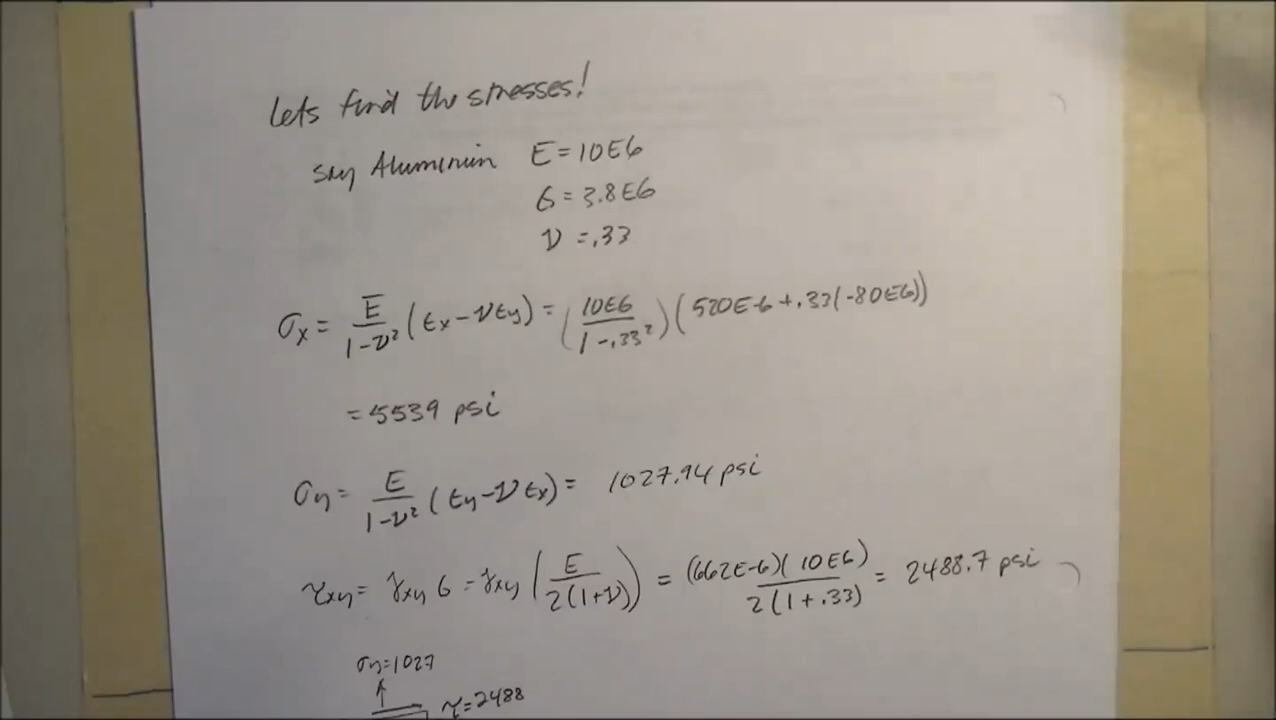 Lets find the stresses!
say Aluminum E=10E6
G=3.8E6
ν=.33
σx = E/(1-ν²) (εx-νεy) = (10E6/(1-.33²)) (520E-6+.33(-80E6))
=5539 psi
σy= E/(1-ν²) (εy-νεx)= 1027.94 psi
τxy= γxy G = γxy (E/(2(1+ν))) = (662E-6)(10E6)/(2(1+.33)) = 2488.7 psi
σy=1027
τ=2488